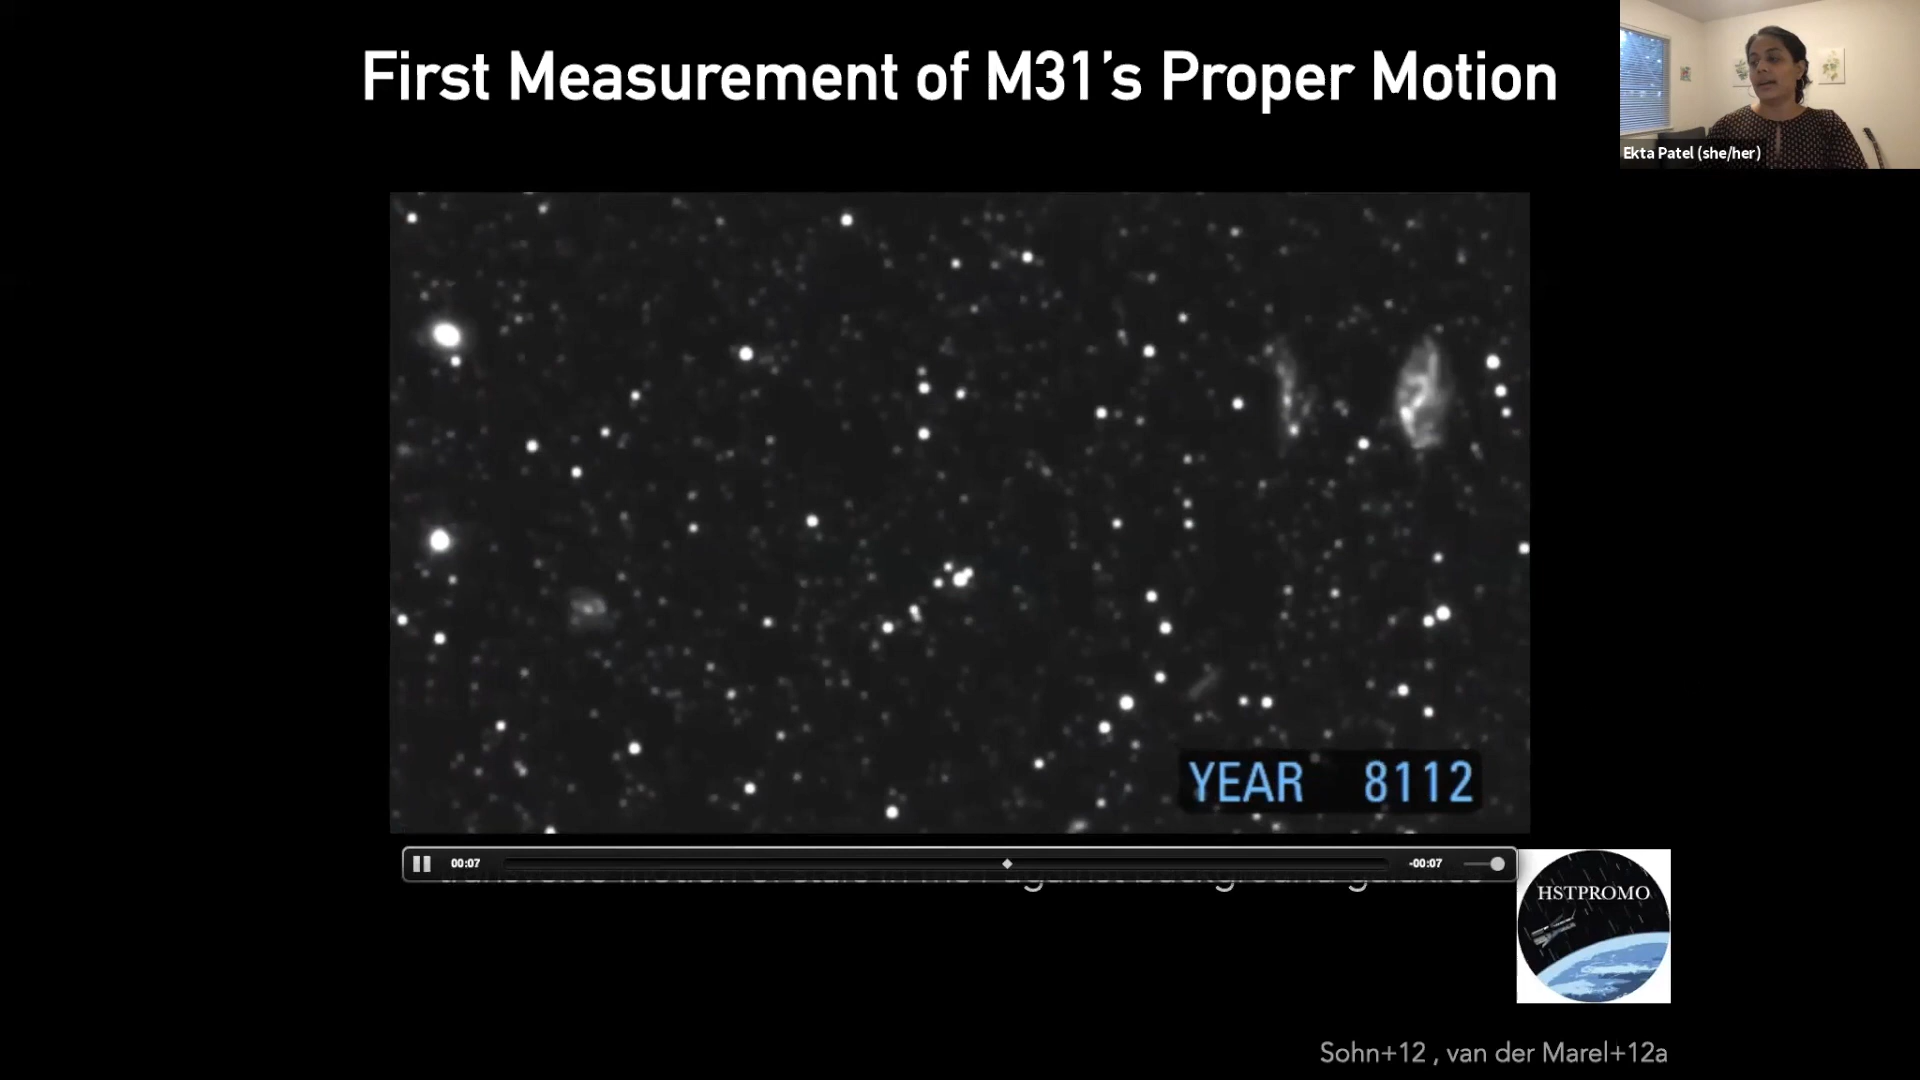 First Measurement of M31's Proper Motion
Ekta Patel (she/her)
YEAR 8112
00:07
-00:07
HSTPROMO
Sohn+12 , van der Marel+12a